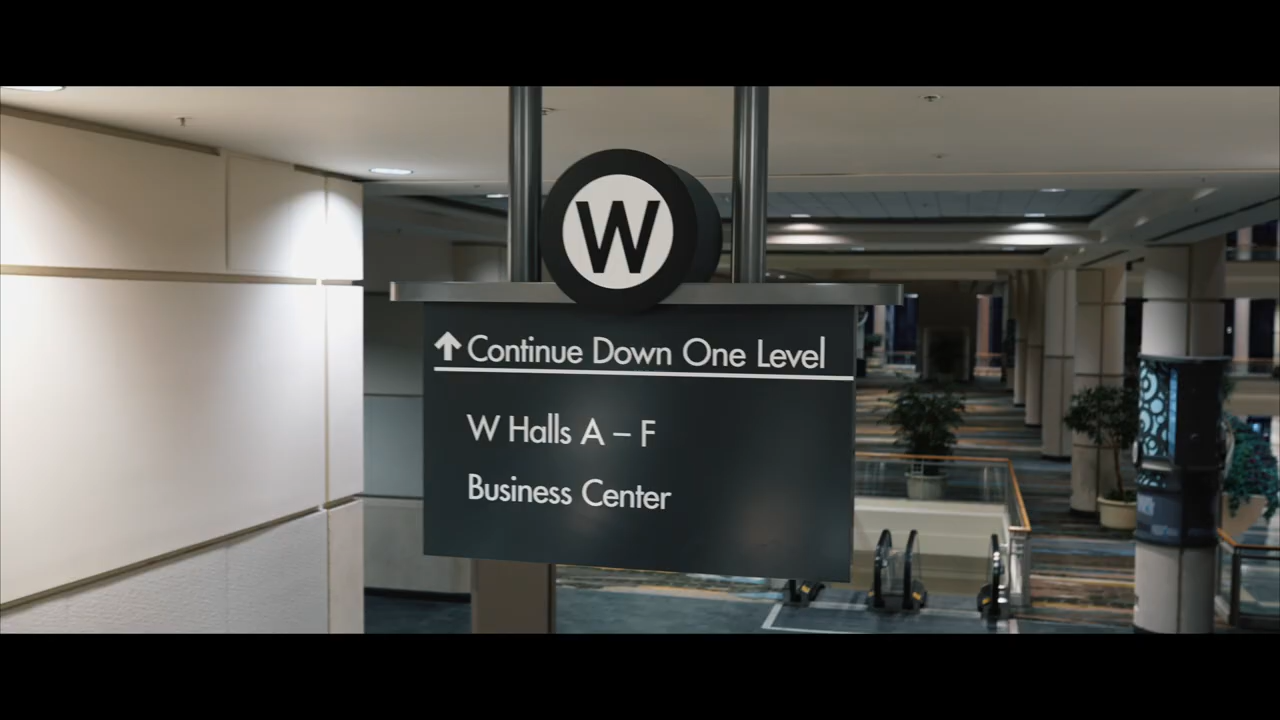 W
↑ Continue Down One Level
W Halls A – F
Business Center